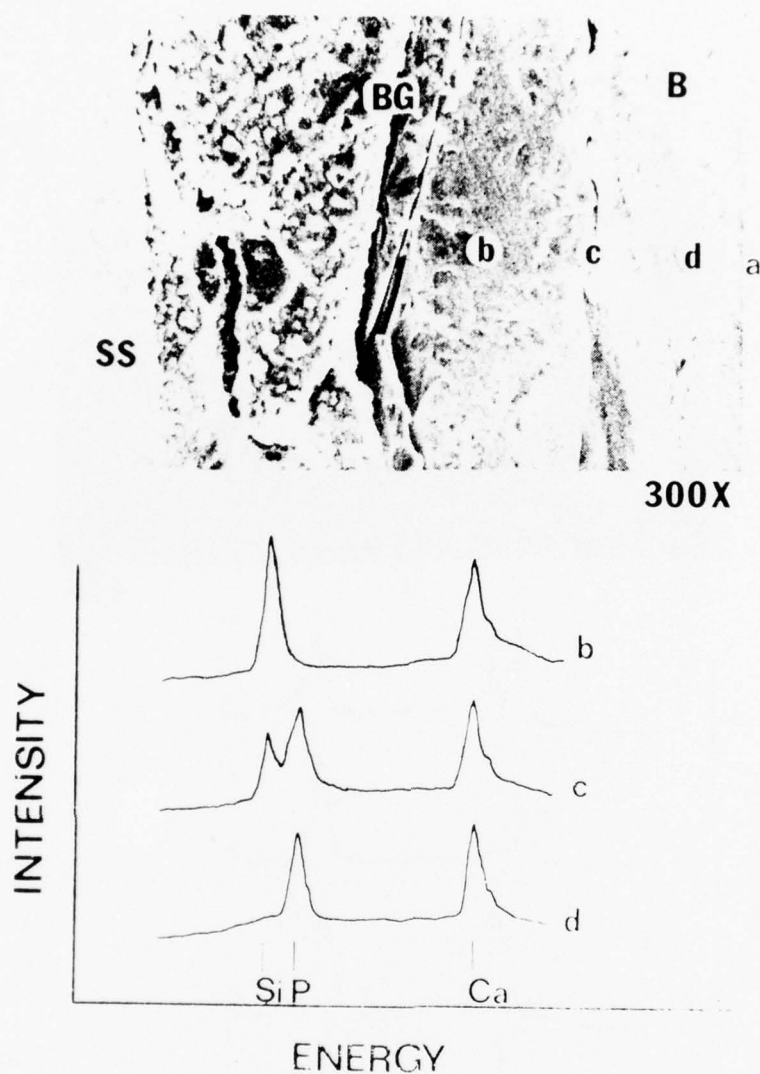 B
(BG
(b c d a
SS
300X
INTENSITY
b
c
d
Si P Ca
ENERGY